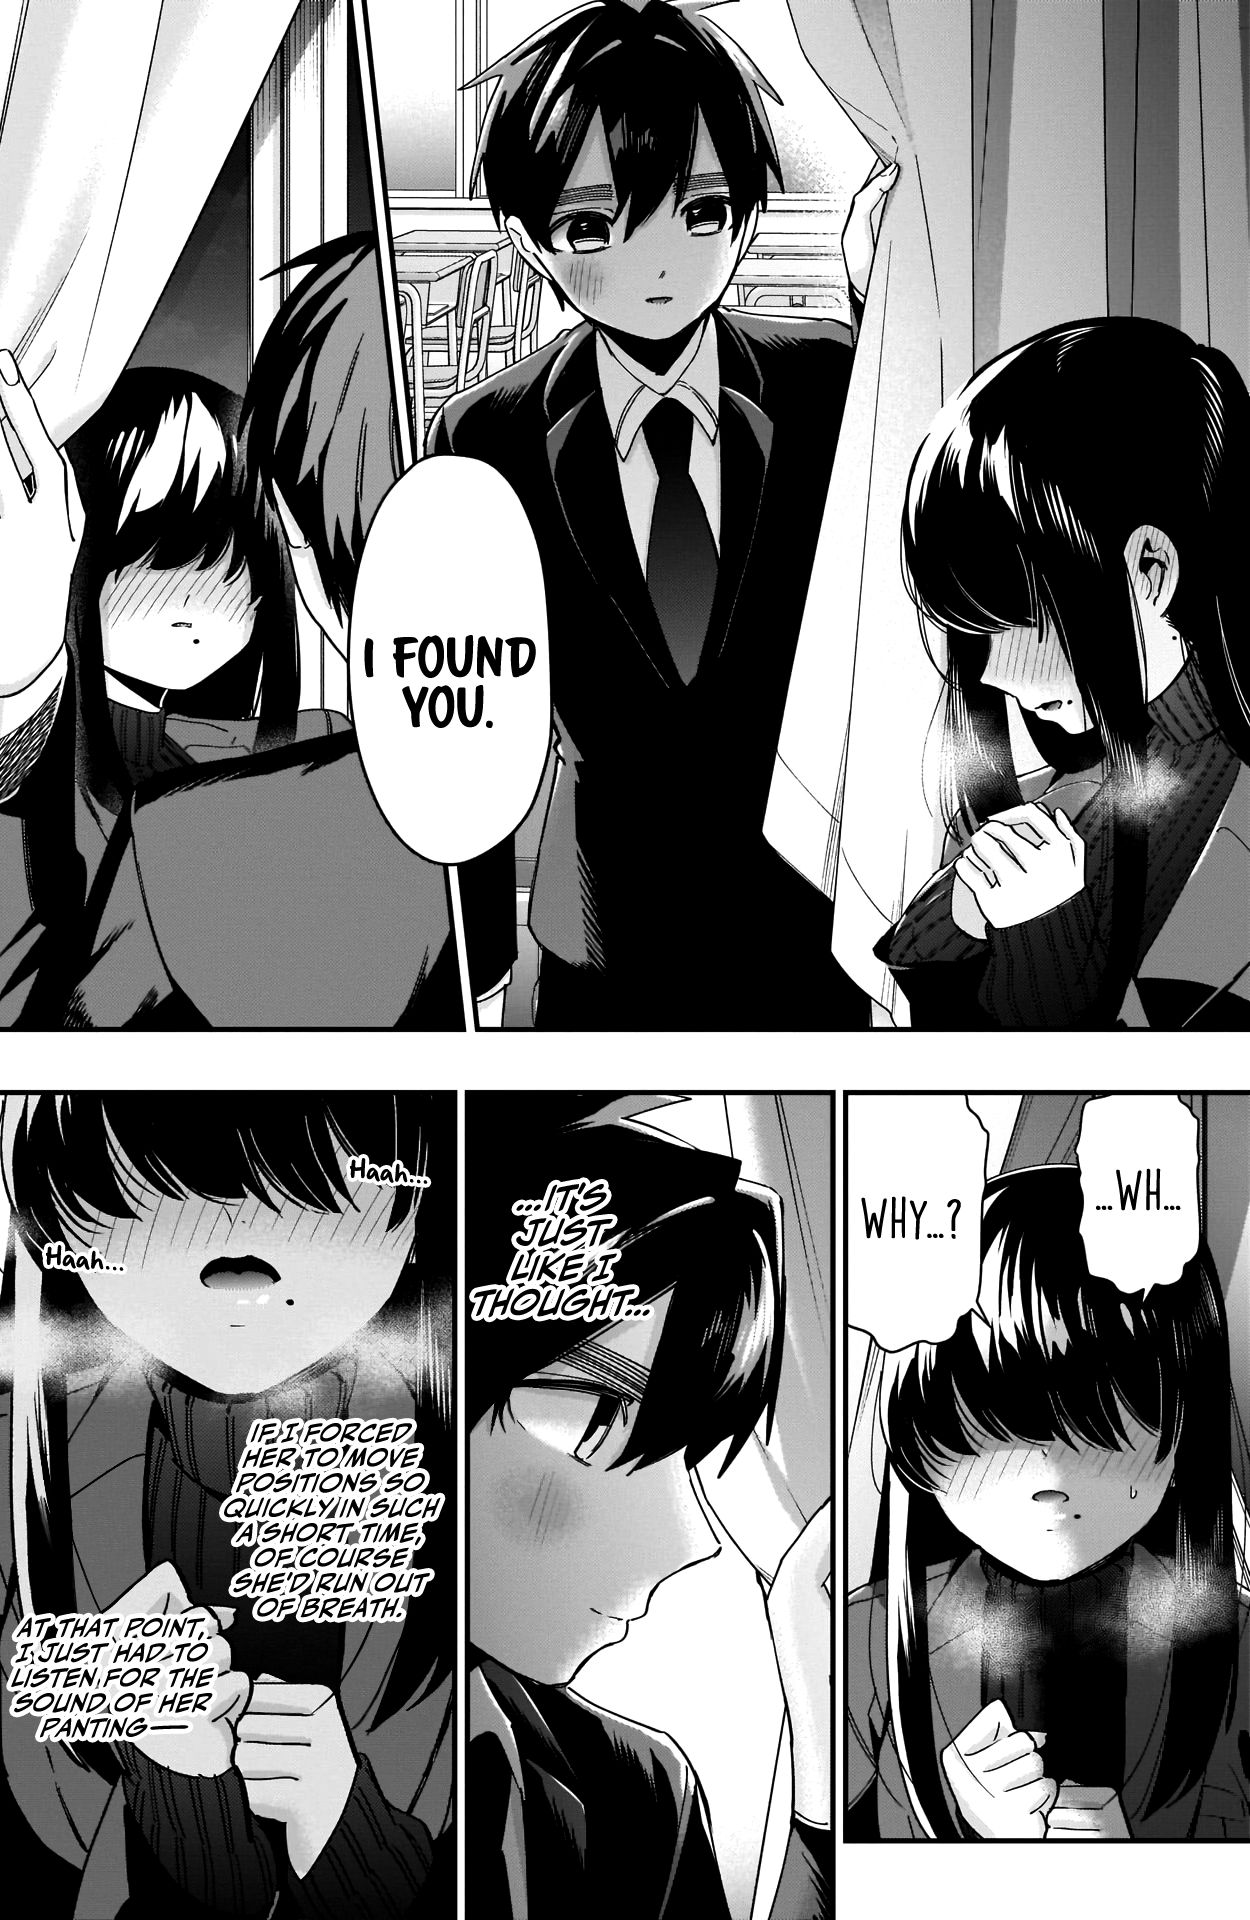 I FOUND
YOU.
...WH...
WHY...?
...IT'S
JUST
LIKE I
THOUGHT...
Haah...
Haah...
IF I FORCED
HER TO MOVE
POSITIONS SO
QUICKLY IN SUCH
A SHORT TIME,
OF COURSE
SHE'D RUN OUT
OF BREATH.
AT THAT POINT,
I JUST HAD TO
LISTEN FOR THE
SOUND OF HER
PANTING—